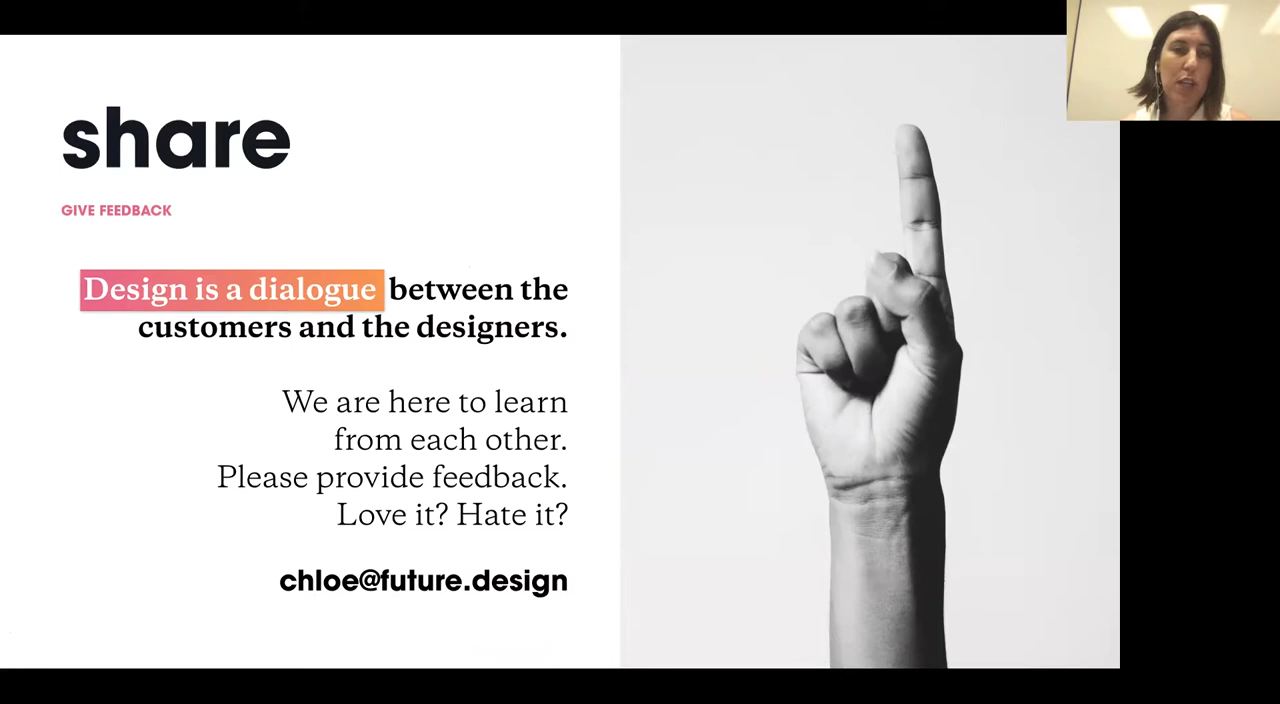 share
GIVE FEEDBACK
Design is a dialogue between the
customers and the designers.
We are here to learn
from each other.
Please provide feedback.
Love it? Hate it?
chloe@future.design